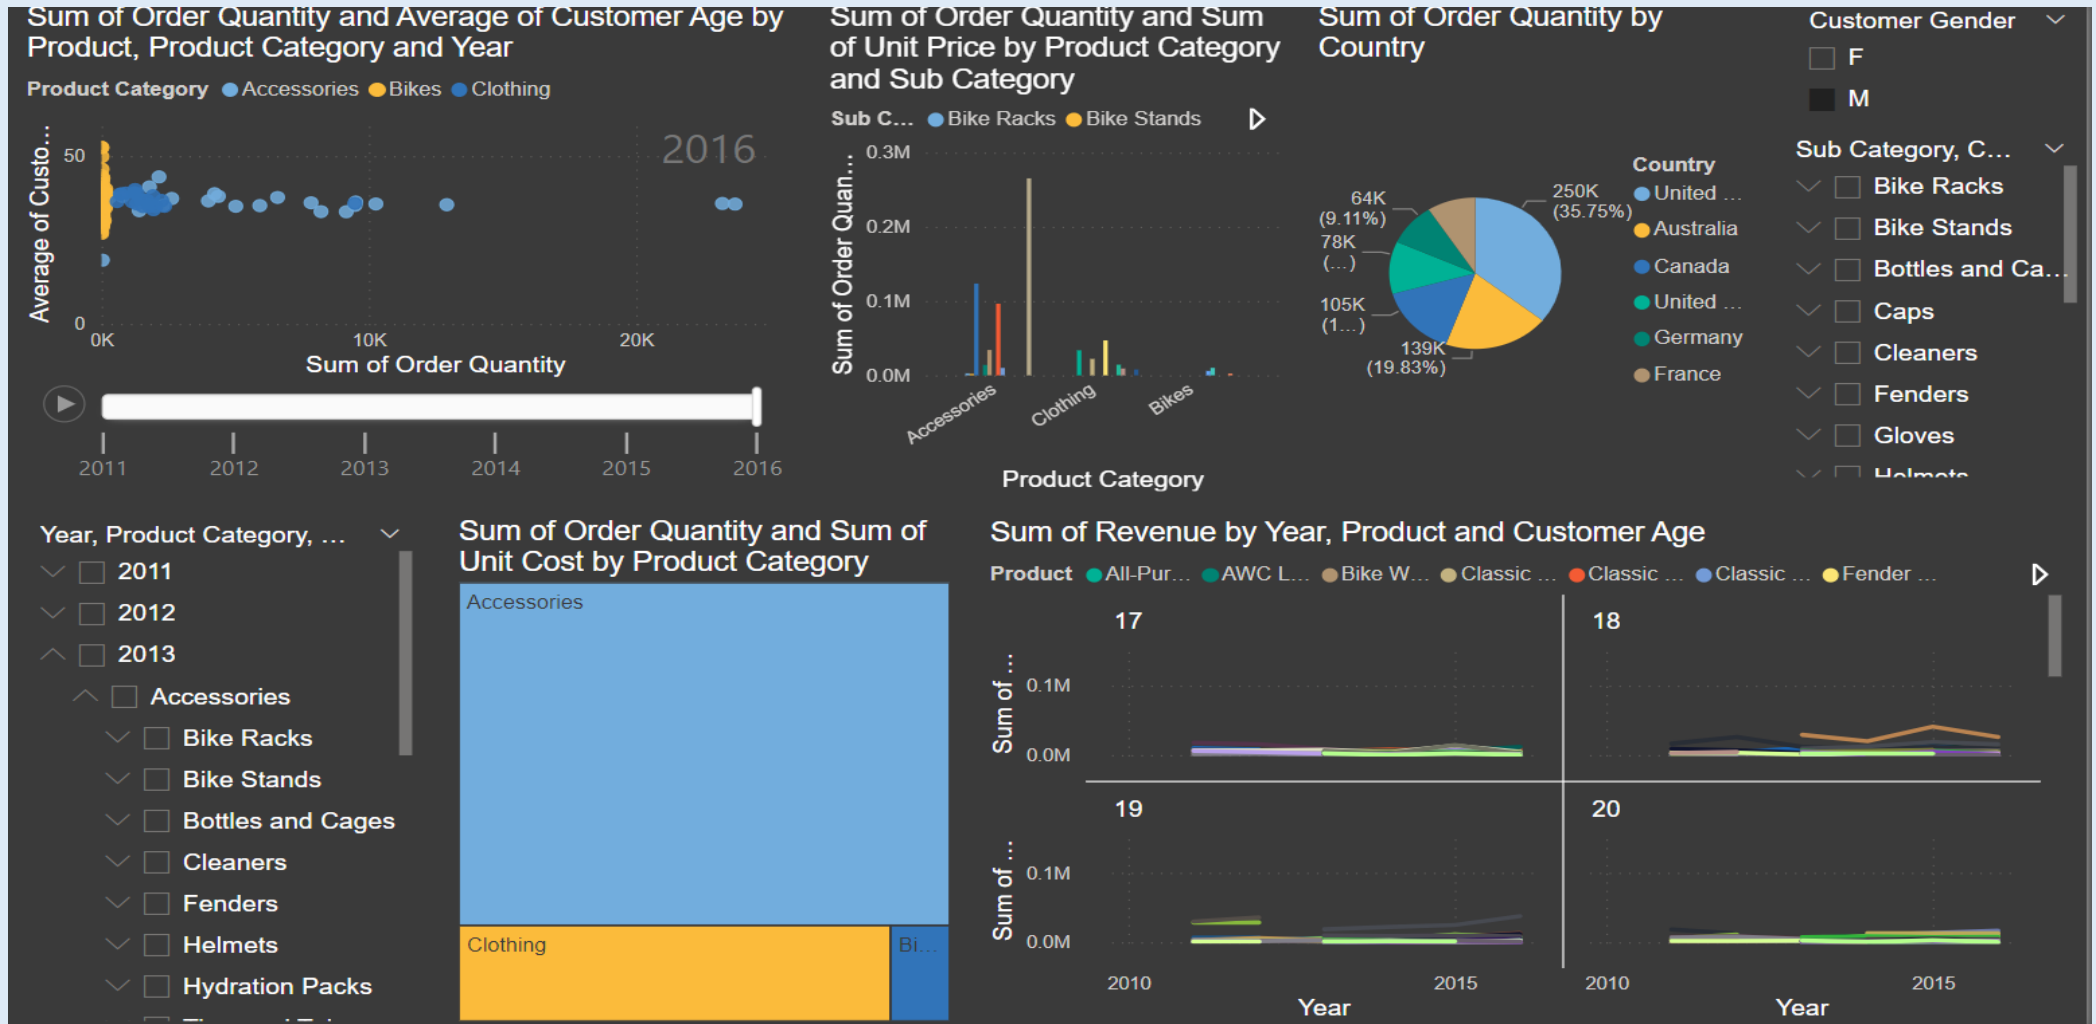 Sum of Order Quantity and Average of Customer Age by
Product, Product Category and Year
Product Category Accessories Bikes Clothing
Average of Custo...
50
0
2016
0K 10K 20K
Sum of Order Quantity
2011 2012 2013 2014 2015 2016
Sum of Order Quantity and Sum
of Unit Price by Product Category
and Sub Category
Sub C... Bike Racks Bike Stands
Sum of Order Quan...
0.3M
0.2M
0.1M
0.0M
Accessories Clothing Bikes
Product Category
Sum of Order Quantity by
Country
250K
(35.75%)
64K
(9.11%)
78K
(...)
105K
(1...)
139K
(19.83%)
Country
United ...
Australia
Canada
United ...
Germany
France
Customer Gender
F
M
Sub Category, C...
Bike Racks
Bike Stands
Bottles and Ca...
Caps
Cleaners
Fenders
Gloves
Helmets
Year, Product Category, ...
2011
2012
2013
Accessories
Bike Racks
Bike Stands
Bottles and Cages
Cleaners
Fenders
Helmets
Hydration Packs
Sum of Order Quantity and Sum of
Unit Cost by Product Category
Accessories
Clothing
Bi...
Sum of Revenue by Year, Product and Customer Age
Product All-Pur... AWC L... Bike W... Classic ... Classic ... Classic ... Fender ...
17 18
Sum of ...
0.1M
0.0M
19 20
Sum of ...
0.1M
0.0M
2010 2015 2010 2015
Year Year